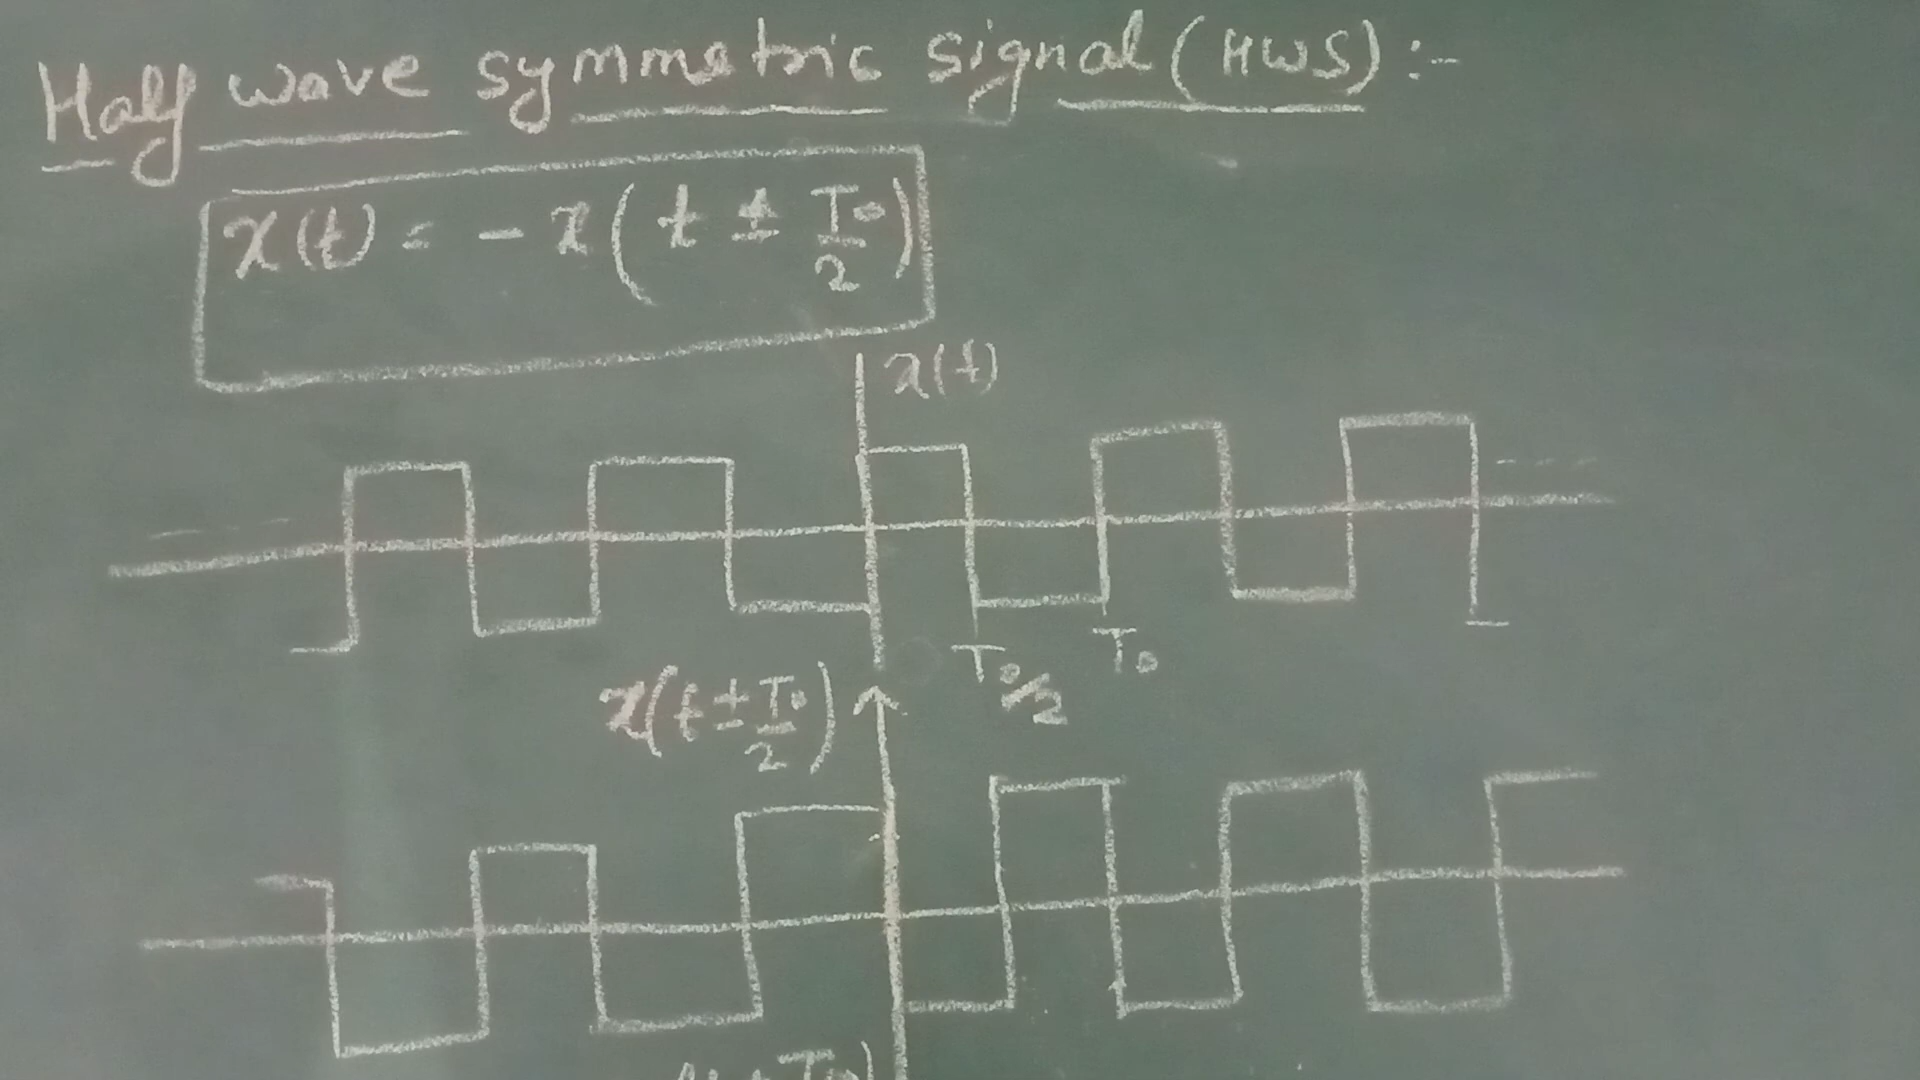 Half wave symmetric signal (HWS) :-
x(t) = - x(t ± T₀/2)
x(t)
T₀/2
T₀
x(t ± T₀/2)